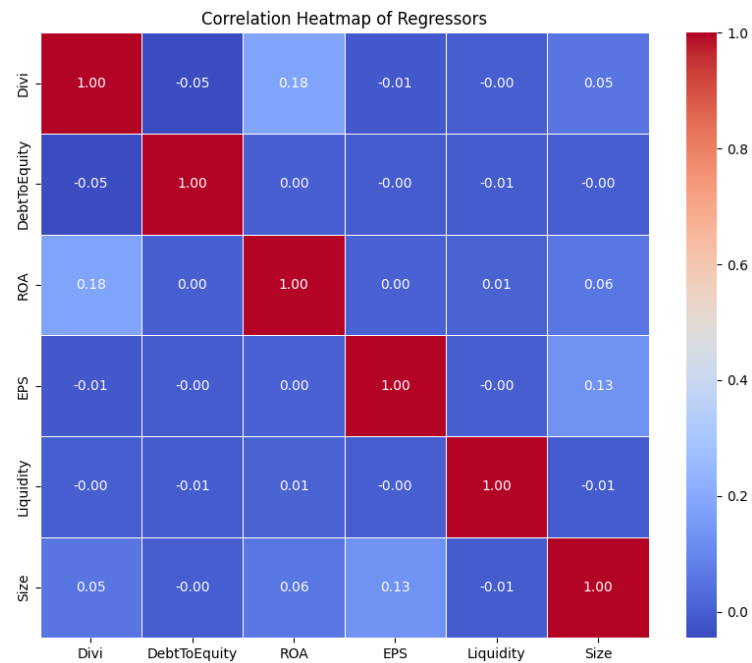 Correlation Heatmap of Regressors
Divi 1.00 -0.05 0.18 -0.01 -0.00 0.05
DebtToEquity -0.05 1.00 0.00 -0.00 -0.01 -0.00
ROA 0.18 0.00 1.00 0.00 0.01 0.06
EPS -0.01 -0.00 0.00 1.00 -0.00 0.13
Liquidity -0.00 -0.01 0.01 -0.00 1.00 -0.01
Size 0.05 -0.00 0.06 0.13 -0.01 1.00
Divi DebtToEquity ROA EPS Liquidity Size
1.0
0.8
0.6
0.4
0.2
0.0